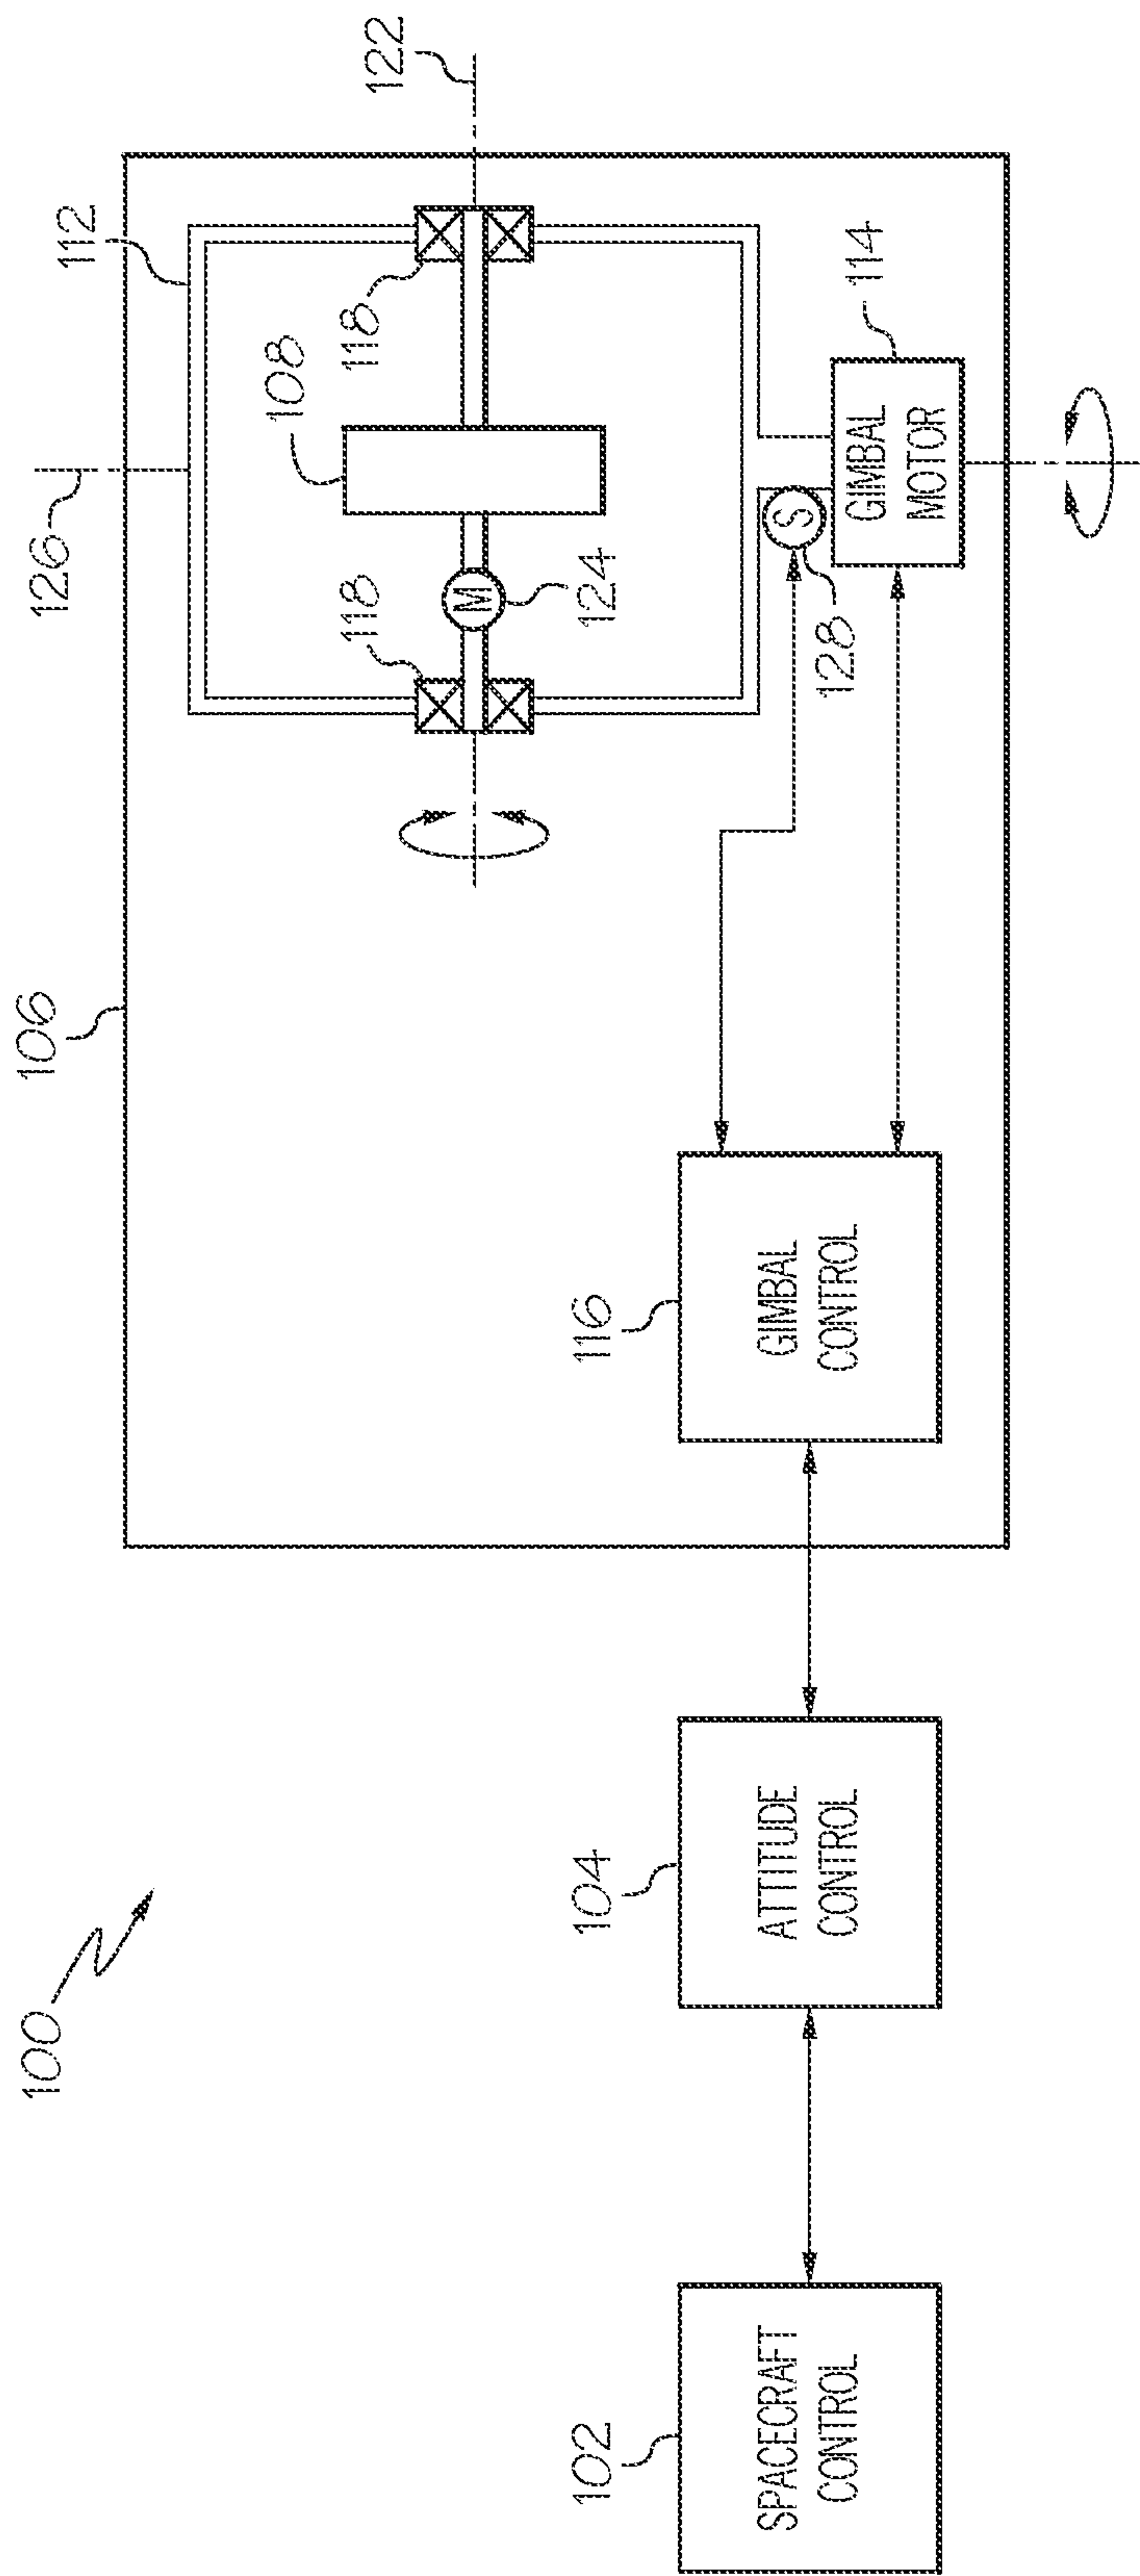 100
102
SPACECRAFT
CONTROL
104
ATTITUDE
CONTROL
106
116
GIMBAL
CONTROL
126
118
M
124
108
118
112
122
S
128
GIMBAL
MOTOR
114